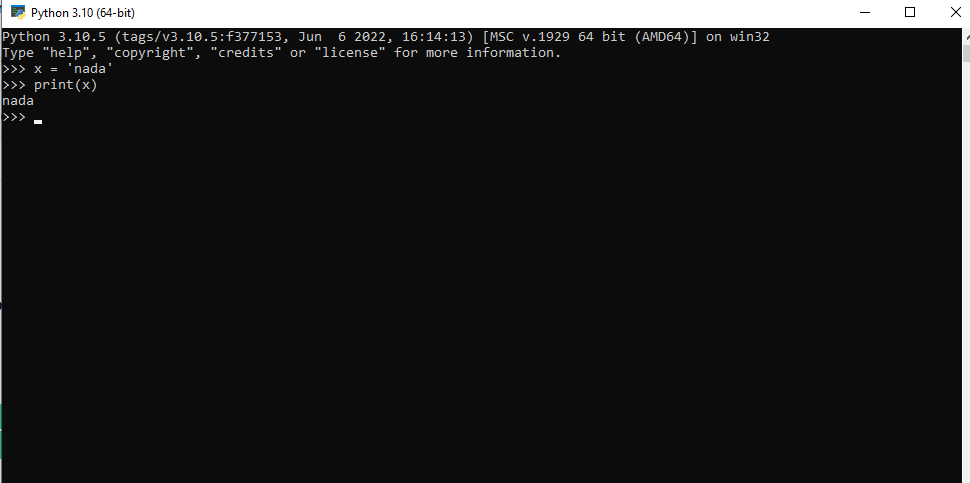 Python 3.10 (64-bit)
Python 3.10.5 (tags/v3.10.5:f377153, Jun  6 2022, 16:14:13) [MSC v.1929 64 bit (AMD64)] on win32
Type "help", "copyright", "credits" or "license" for more information.
>>> x = 'nada'
>>> print(x)
nada
>>>